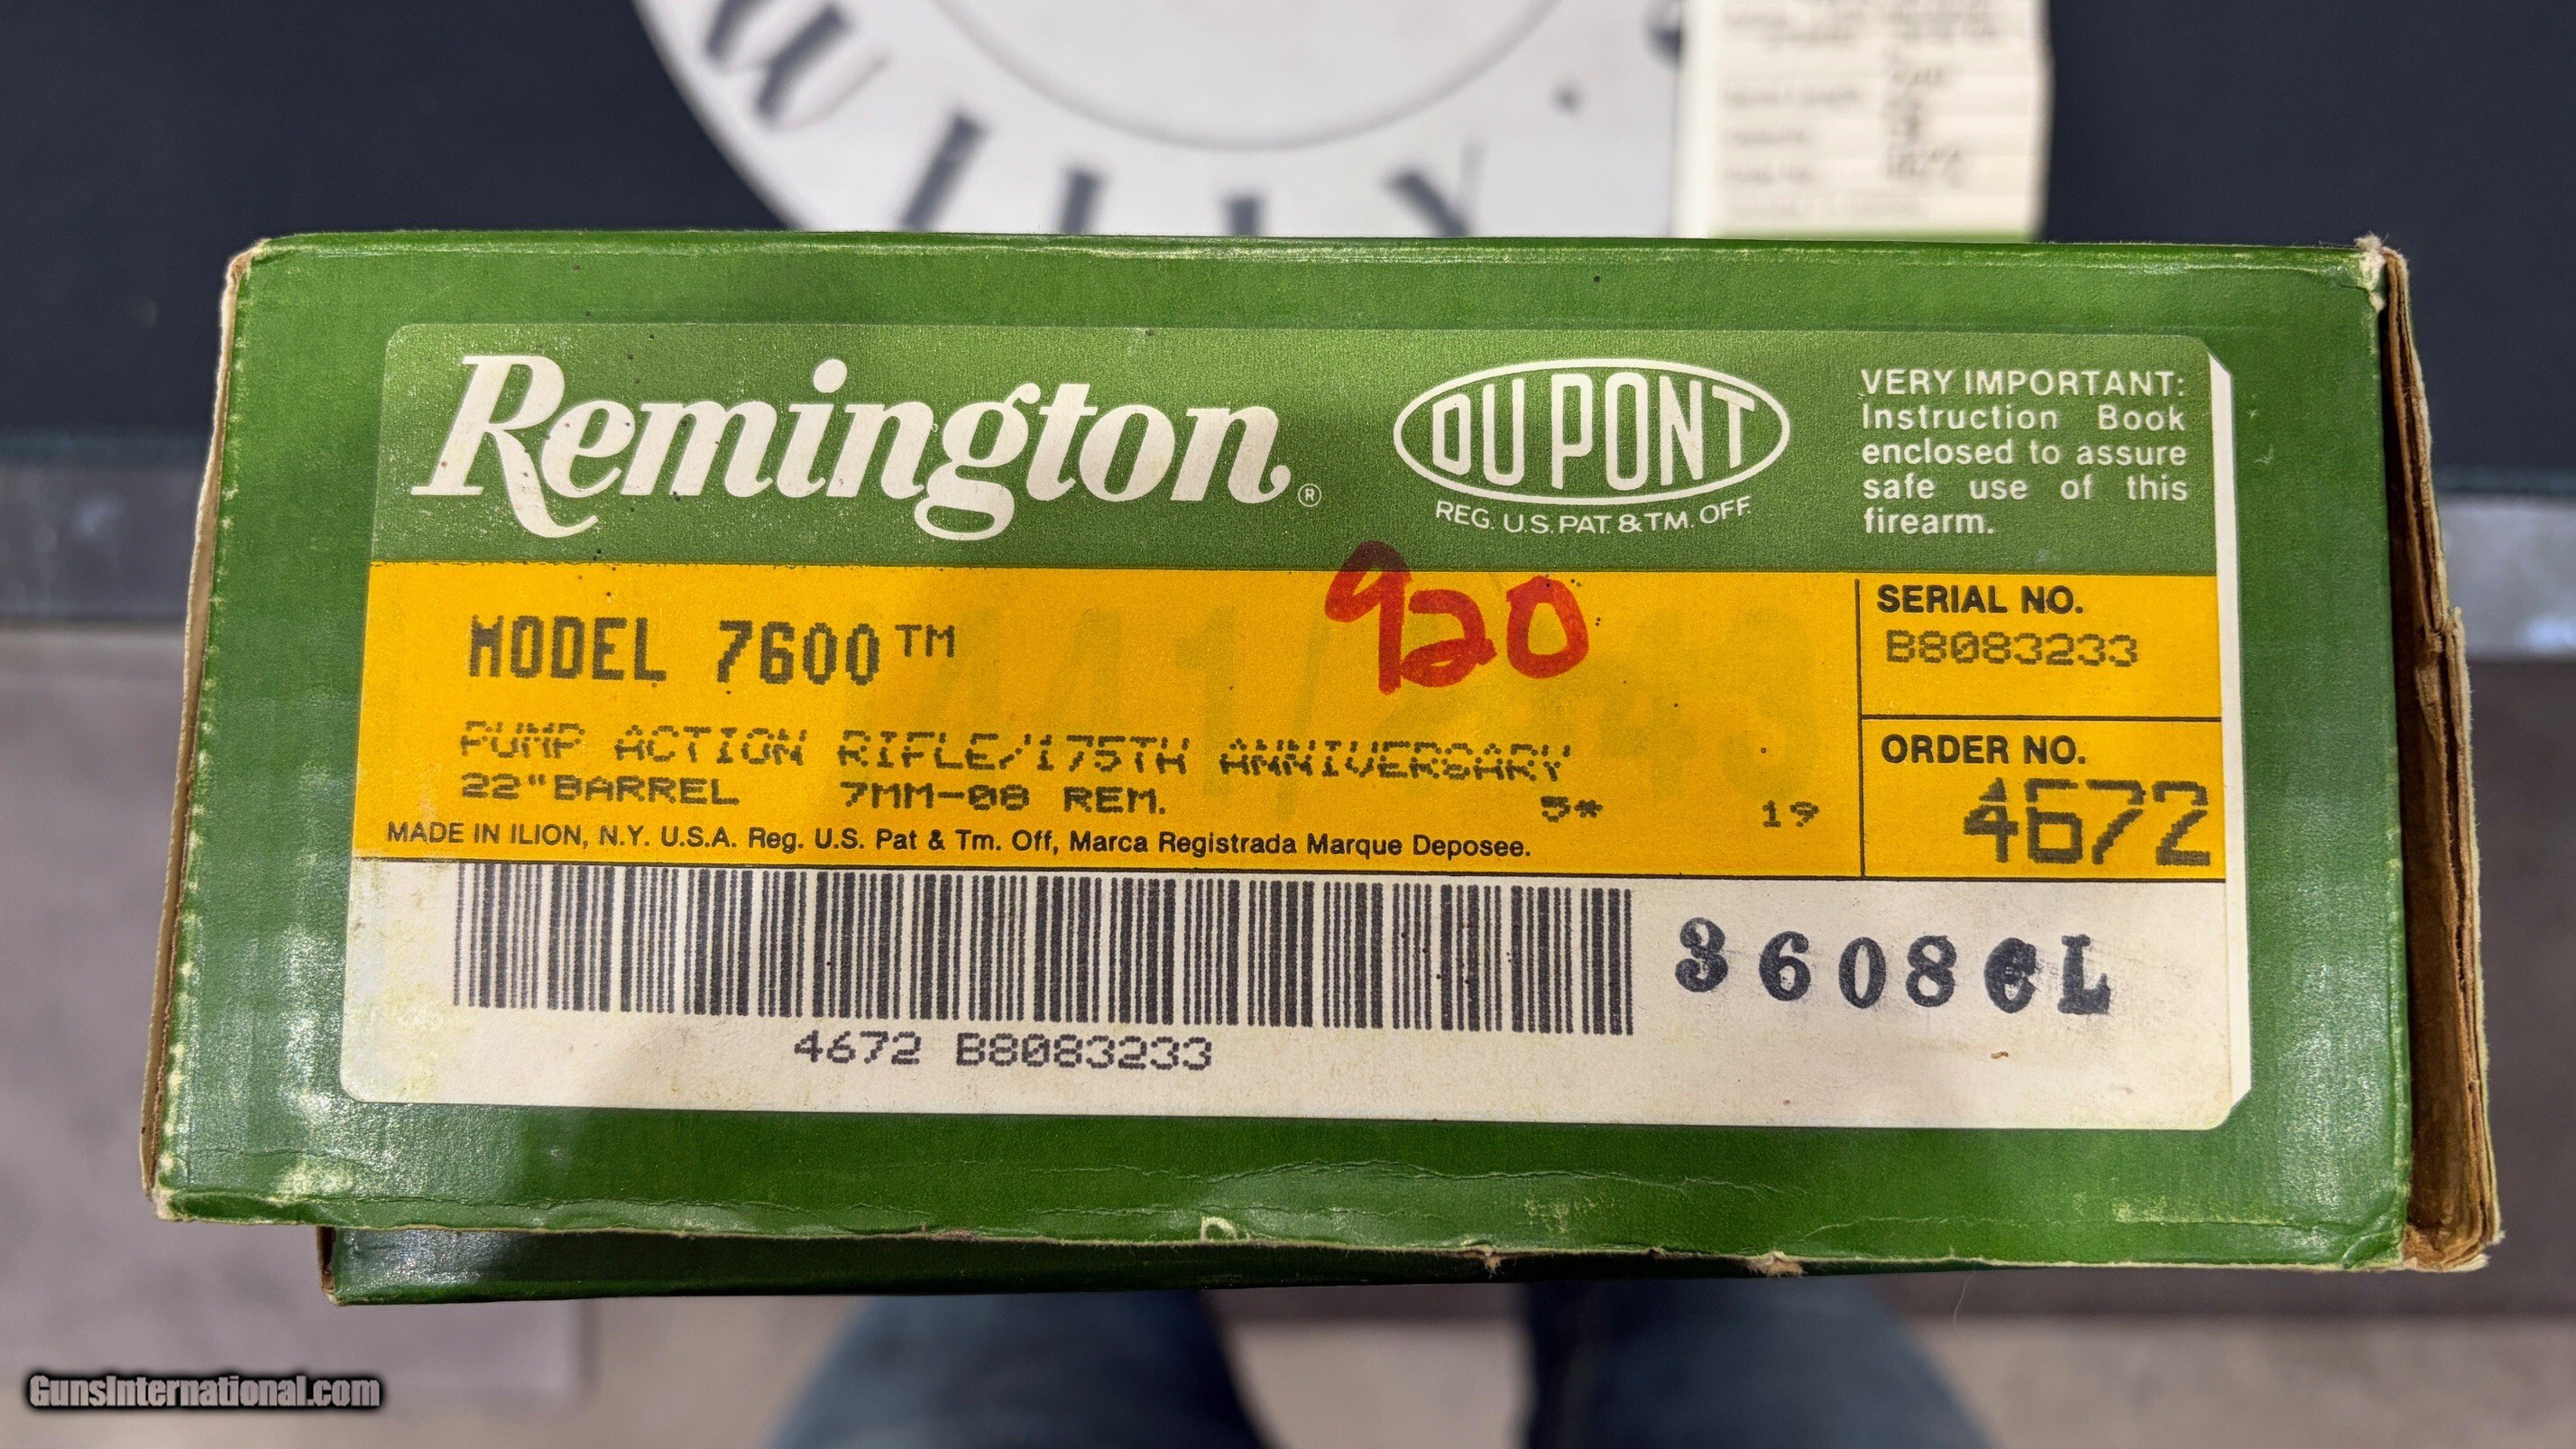 WILLY
Remington®
DU PONT
REG. U.S. PAT. & TM. OFF.
VERY IMPORTANT:
Instruction Book
enclosed to assure
safe use of this
firearm.
920
MODEL 7600™
PUMP ACTION RIFLE/175TH ANNIVERSARY
22"BARREL 7MM-08 REM. 5* 19
MADE IN ILION, N.Y. U.S.A. Reg. U.S. Pat & Tm. Off, Marca Registrada Marque Deposee.
SERIAL NO.
B8083233
ORDER NO.
4672
4672 B8083233
3608 L
GunsInternational.com